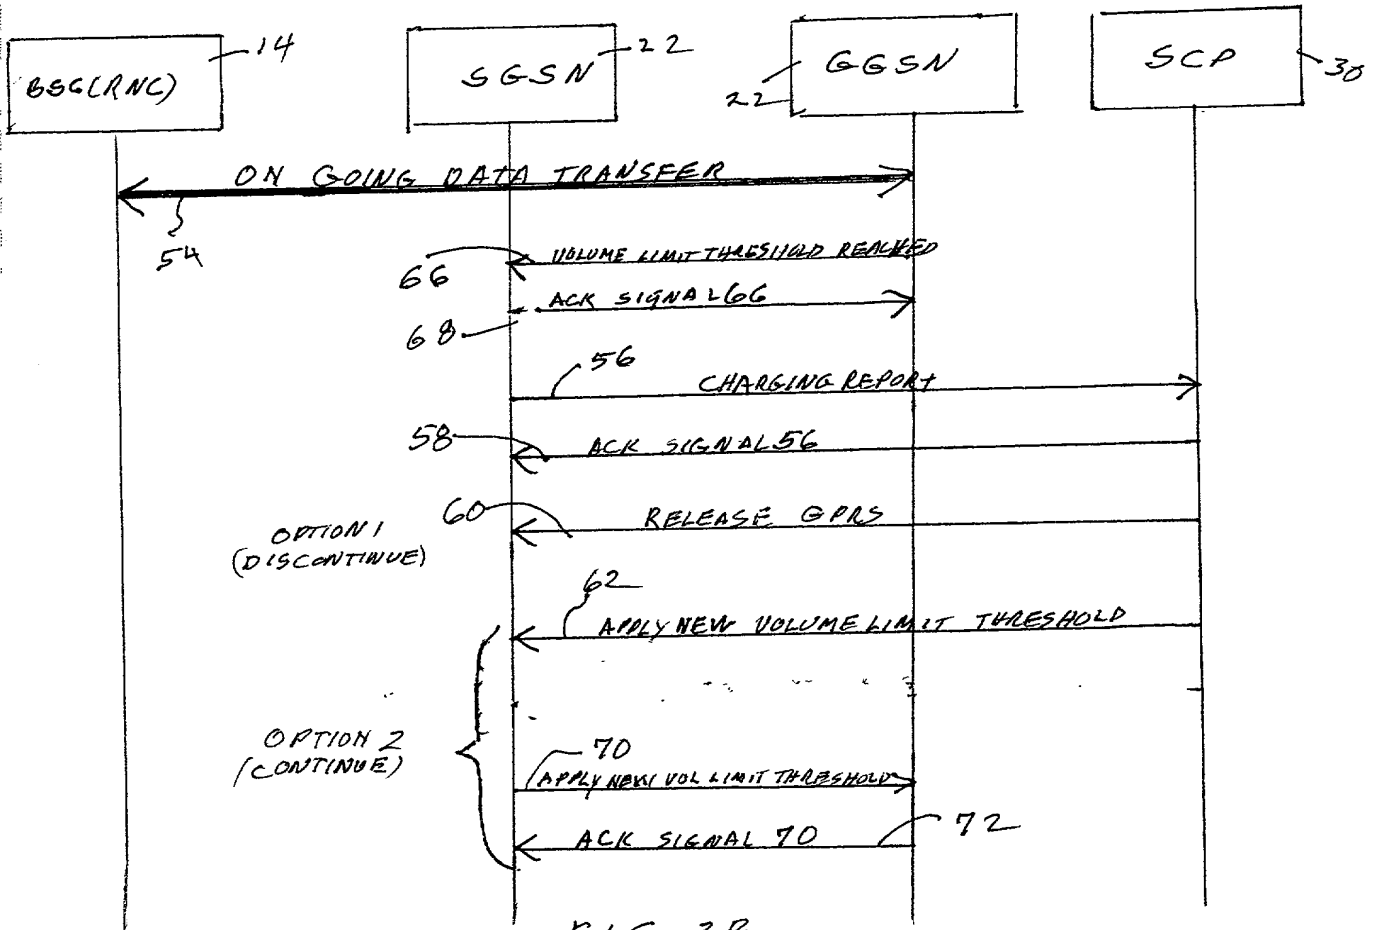 14
22
BSC(RNC)
SGSN
GGSN
22
SCP
30
ON GOING DATA TRANSFER
54
VOLUME LIMIT THRESHOLD REACHED
66
ACK SIGNAL 66
68
56
CHARGING REPORT
58
ACK SIGNAL 56
60
RELEASE GPRS
OPTION 1
(DISCONTINUE)
62
APPLY NEW VOLUME LIMIT THRESHOLD
OPTION 2
(CONTINUE)
70
APPLY NEW VOL LIMIT THRESHOLD
ACK SIGNAL 70
72